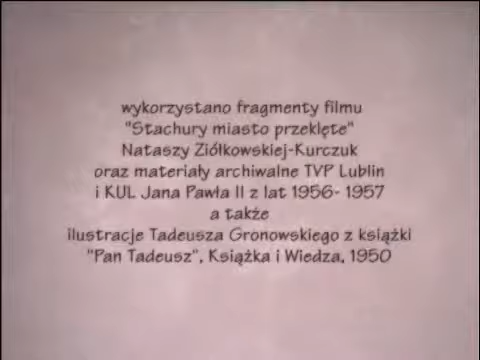 wykorzystano fragmenty filmu
"Stachury miasto przeklęte"
Nataszy Ziółkowskiej-Kurczuk
oraz materiały archiwalne TVP Lublin
i KUL Jana Pawła II z lat 1956- 1957
a także
ilustracje Tadeusza Gronowskiego z książki
"Pan Tadeusz", Książka i Wiedza, 1950